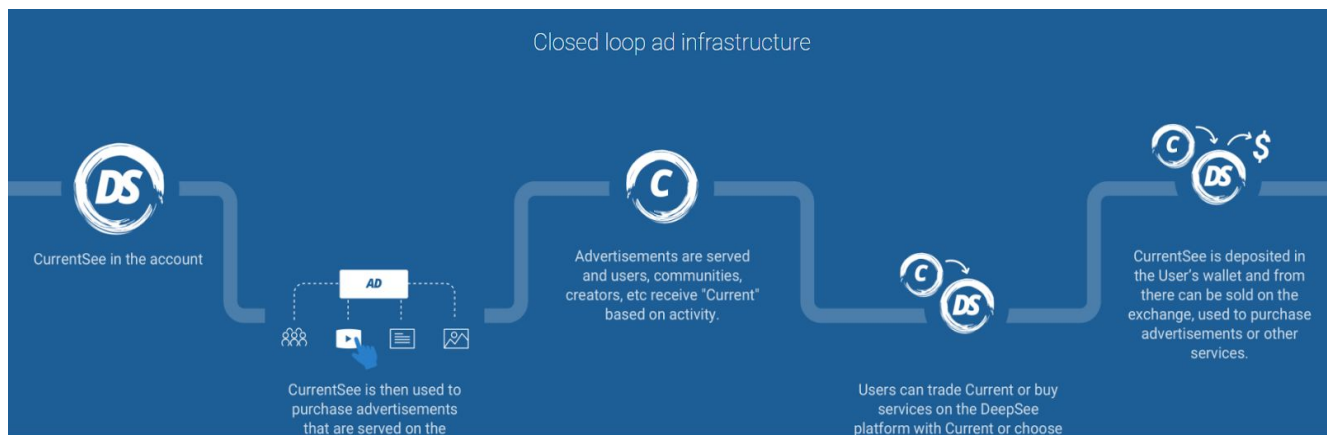 Closed loop ad infrastructure
DS
CurrentSee in the account
AD
CurrentSee is then used to
purchase advertisements
that are served on the
C
Advertisements are served
and users, communities,
creators, etc receive "Current"
based on activity.
C
DS
Users can trade Current or buy
services on the DeepSee
platform with Current or choose
C
DS
$
CurrentSee is deposited in
the User's wallet and from
there can be sold on the
exchange, used to purchase
advertisements or other
services.